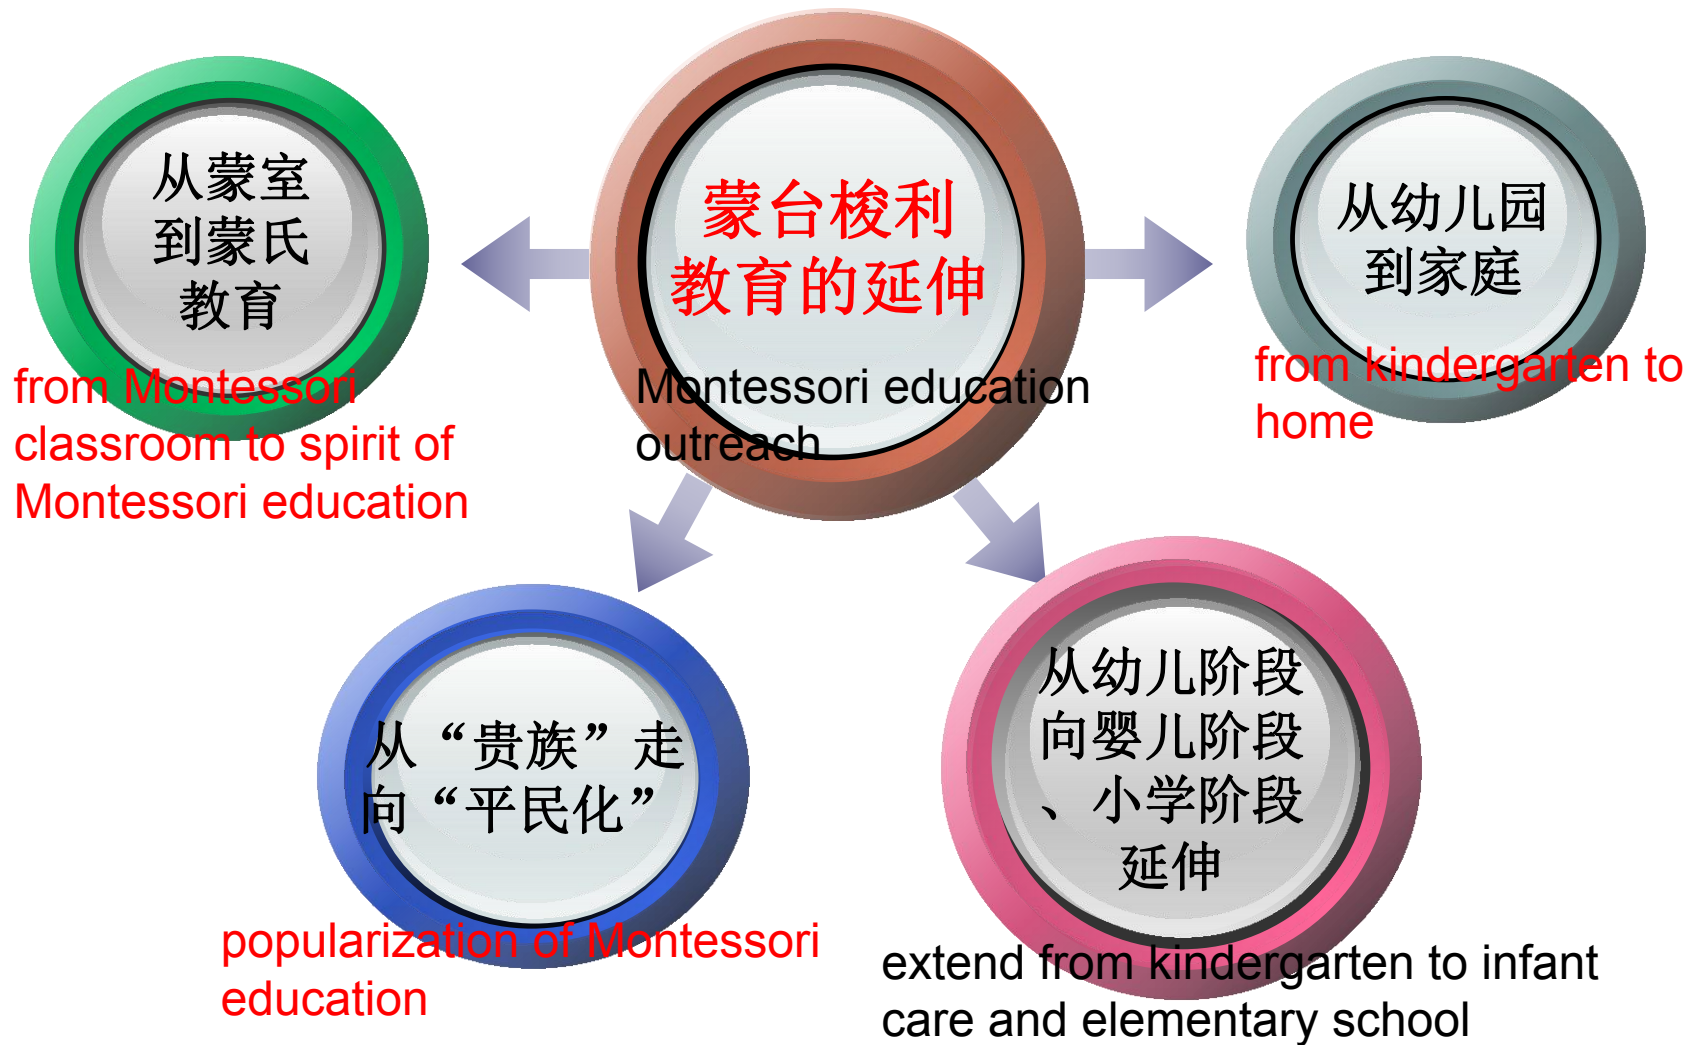 从蒙室
到蒙氏
教育
from Montessori
classroom to spirit of
Montessori education
蒙台梭利
教育的延伸
Montessori education
outreach
从幼儿园
到家庭
from kindergarten to
home
从“贵族”走
向“平民化”
popularization of Montessori
education
从幼儿阶段
向婴儿阶段
、小学阶段
延伸
extend from kindergarten to infant
care and elementary school